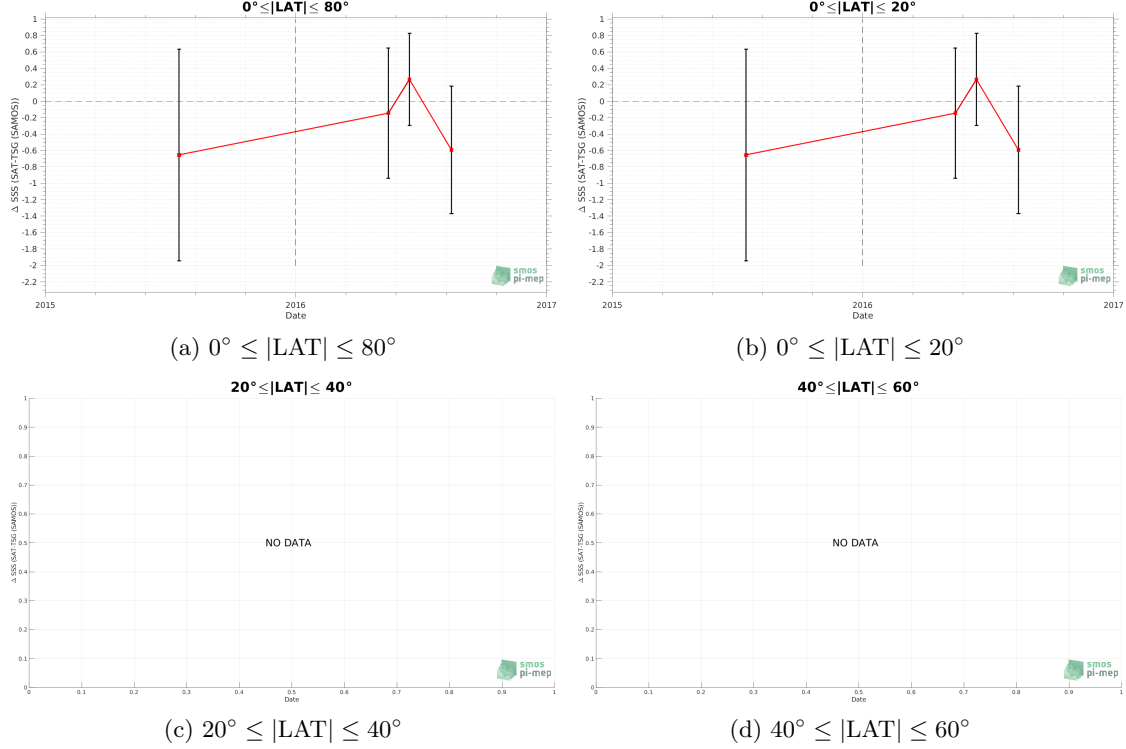 0°≤|LAT|≤ 80°
1
0.8
0.6
0.4
0.2
0
-0.2
-0.4
-0.6
-0.8
-1
-1.2
-1.4
-1.6
-1.8
-2
-2.2
Δ SSS (SAT-TSG (SAMOS))
smos
pi-mep
2015
2016
2017
Date
(a) 0° ≤ |LAT| ≤ 80°
0°≤|LAT|≤ 20°
1
0.8
0.6
0.4
0.2
0
-0.2
-0.4
-0.6
-0.8
-1
-1.2
-1.4
-1.6
-1.8
-2
-2.2
Δ SSS (SAT-TSG (SAMOS))
smos
pi-mep
2015
2016
2017
Date
(b) 0° ≤ |LAT| ≤ 20°
20°≤|LAT|≤ 40°
1
0.9
0.8
0.7
0.6
0.5
0.4
0.3
0.2
0.1
0
Δ SSS (SAT-TSG (SAMOS))
NO DATA
smos
pi-mep
0 0.1 0.2 0.3 0.4 0.5 0.6 0.7 0.8 0.9 1
Date
(c) 20° ≤ |LAT| ≤ 40°
40°≤|LAT|≤ 60°
1
0.9
0.8
0.7
0.6
0.5
0.4
0.3
0.2
0.1
0
Δ SSS (SAT-TSG (SAMOS))
NO DATA
smos
pi-mep
0 0.1 0.2 0.3 0.4 0.5 0.6 0.7 0.8 0.9 1
Date
(d) 40° ≤ |LAT| ≤ 60°